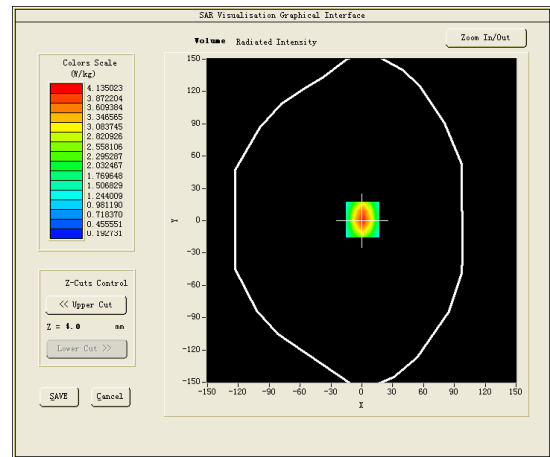 SAR Visualisation Graphical Interface
Volume Radiated Intensity
Zoom In/Out
Colors Scale
(W/kg)
4.135023
3.872204
3.609384
3.346565
3.083745
2.820926
2.558106
2.295287
2.032467
1.769648
1.506829
1.244009
0.981190
0.718370
0.455551
0.192731
Z-Cuts Control
<< Upper Cut
Z = 4.0 mm
Lower Cut >>
SAVE Cancel
150
120
90
60
30
0
-30
-60
-90
-120
-150
Y
-150 -120 -90 -60 -30 0 30 60 90 120 150
X